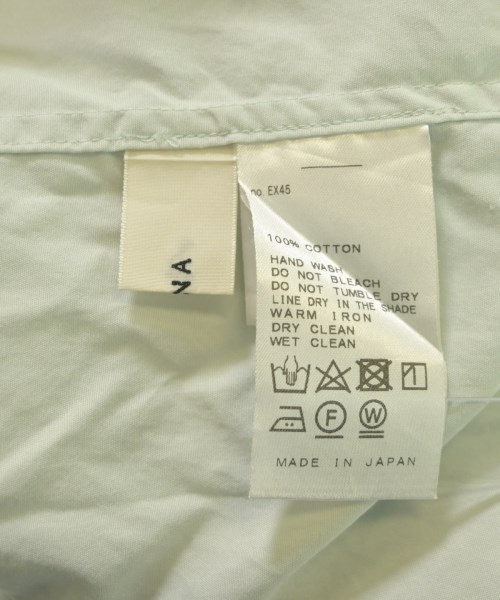 no. EX45
100% COTTON
HAND WASH
DO NOT BLEACH
DO NOT TUMBLE DRY
LINE DRY IN THE SHADE
WARM IRON
DRY CLEAN
WET CLEAN
F W
MADE IN JAPAN
NA